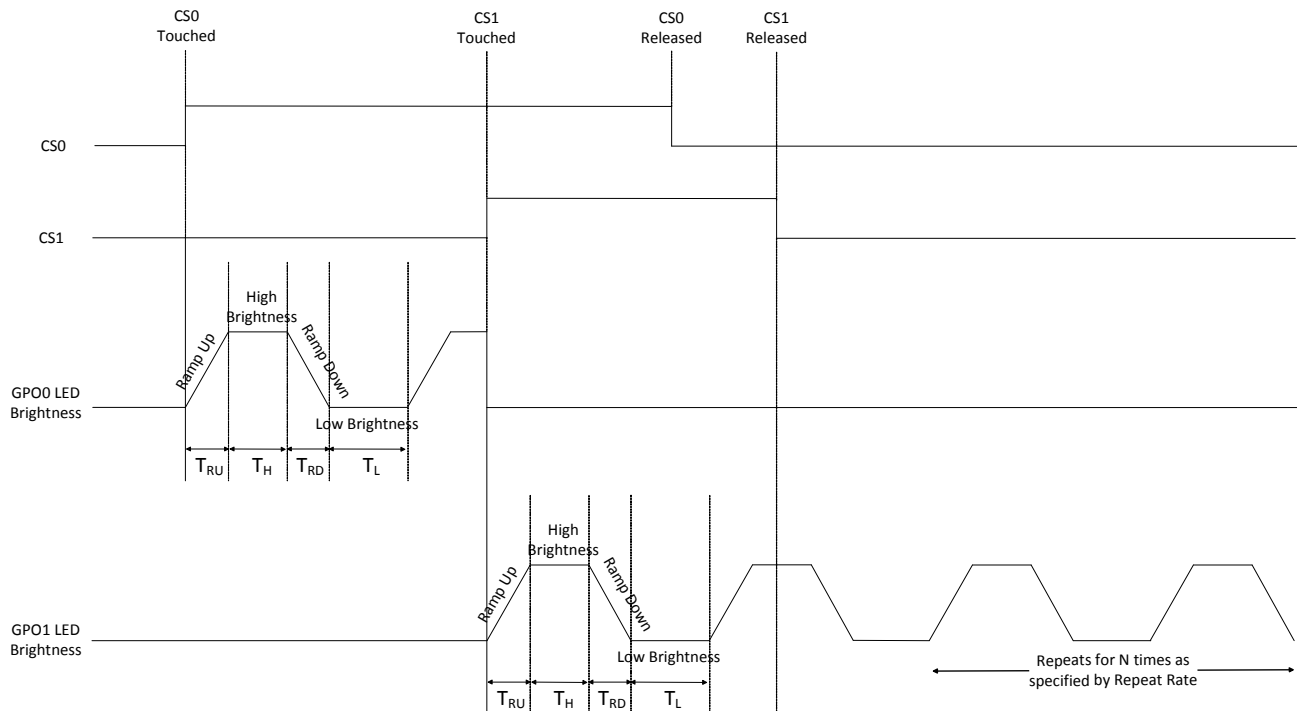 CS0
Touched
CS1
Touched
CS0
Released
CS1
Released
CS0
CS1
High
Brightness
Ramp Up
Ramp Down
GPO0 LED
Brightness
Low Brightness
TRU
TH
TRD
TL
High
Brightness
Ramp Up
Ramp Down
GPO1 LED
Brightness
Low Brightness
Repeats for N times as
specified by Repeat Rate
TRU
TH
TRD
TL